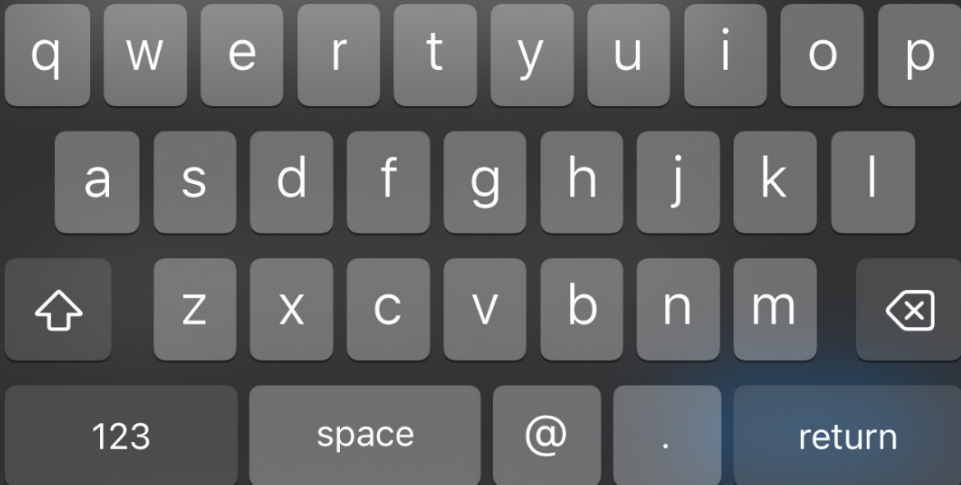 q w e r t y u i o p
a s d f g h j k l
z x c v b n m
123 space @ . return